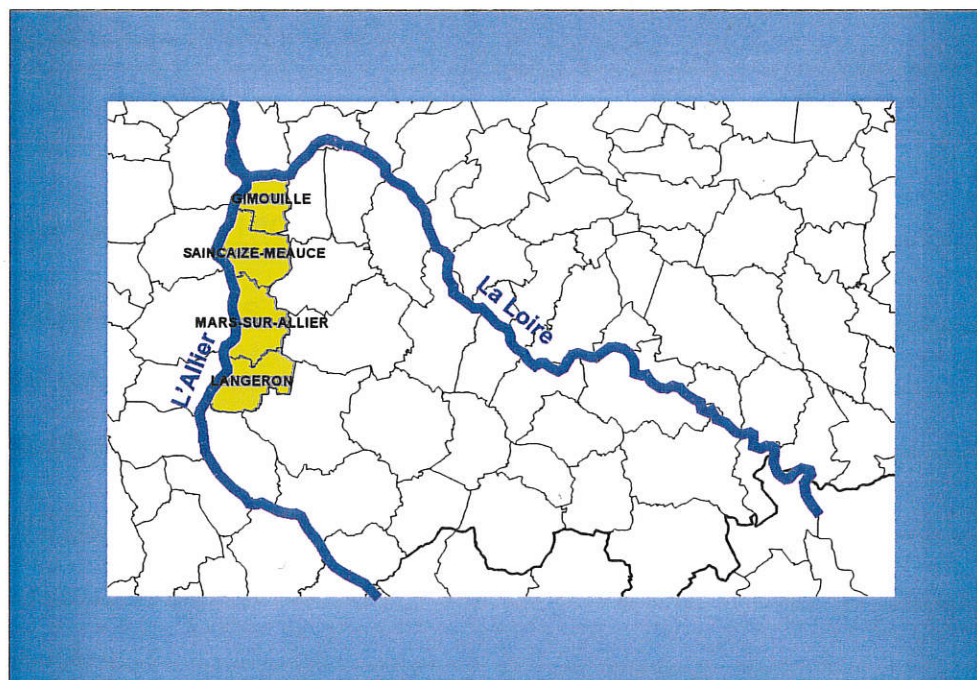 GIMOUILLE
SAINCAIZE-MEAUCE
La Loire
MARS-SUR-ALLIER
L'Allier
LANGERON